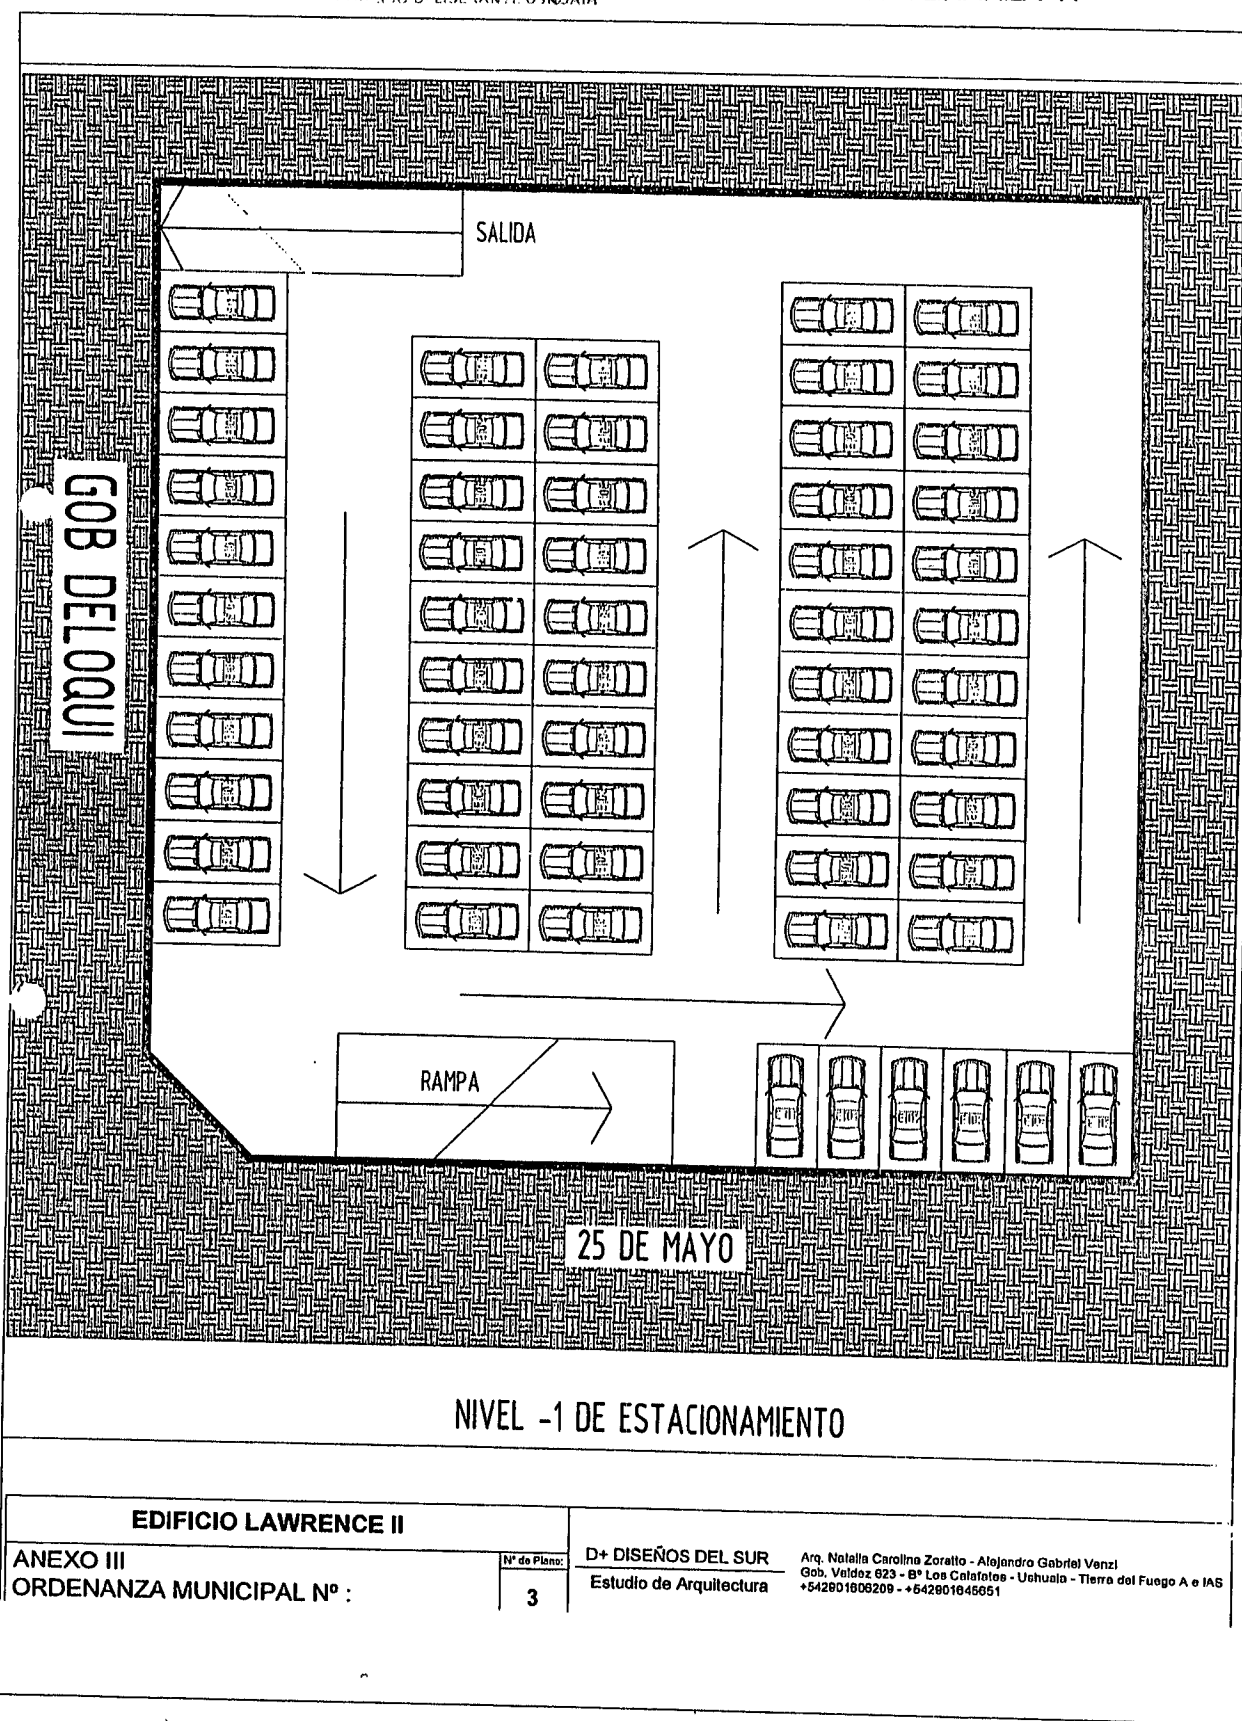 SALIDA
GOB DELOQUI
RAMPA
25 DE MAYO
NIVEL -1 DE ESTACIONAMIENTO
EDIFICIO LAWRENCE II
ANEXO III
ORDENANZA MUNICIPAL Nº :
Nº de Plano:
3
D+ DISEÑOS DEL SUR
Estudio de Arquitectura
Arq. Natalia Carolina Zoratto - Alejandro Gabriel Venzi
Gob. Valdez 623 - Bº Los Calafates - Ushuaia - Tierra del Fuego A e IAS
+542901606209 - +542901645651